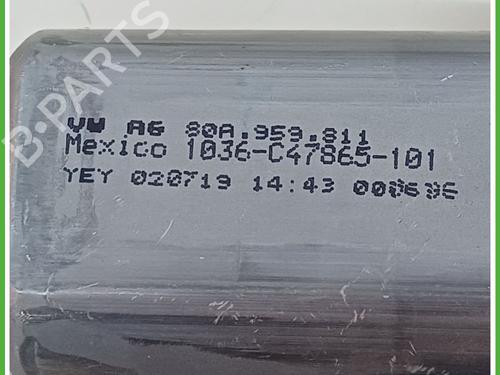 B-PARTS
VW AG 80A.959.811
Mexico 1036-C47865-101
YEY 020719 14:43 000696